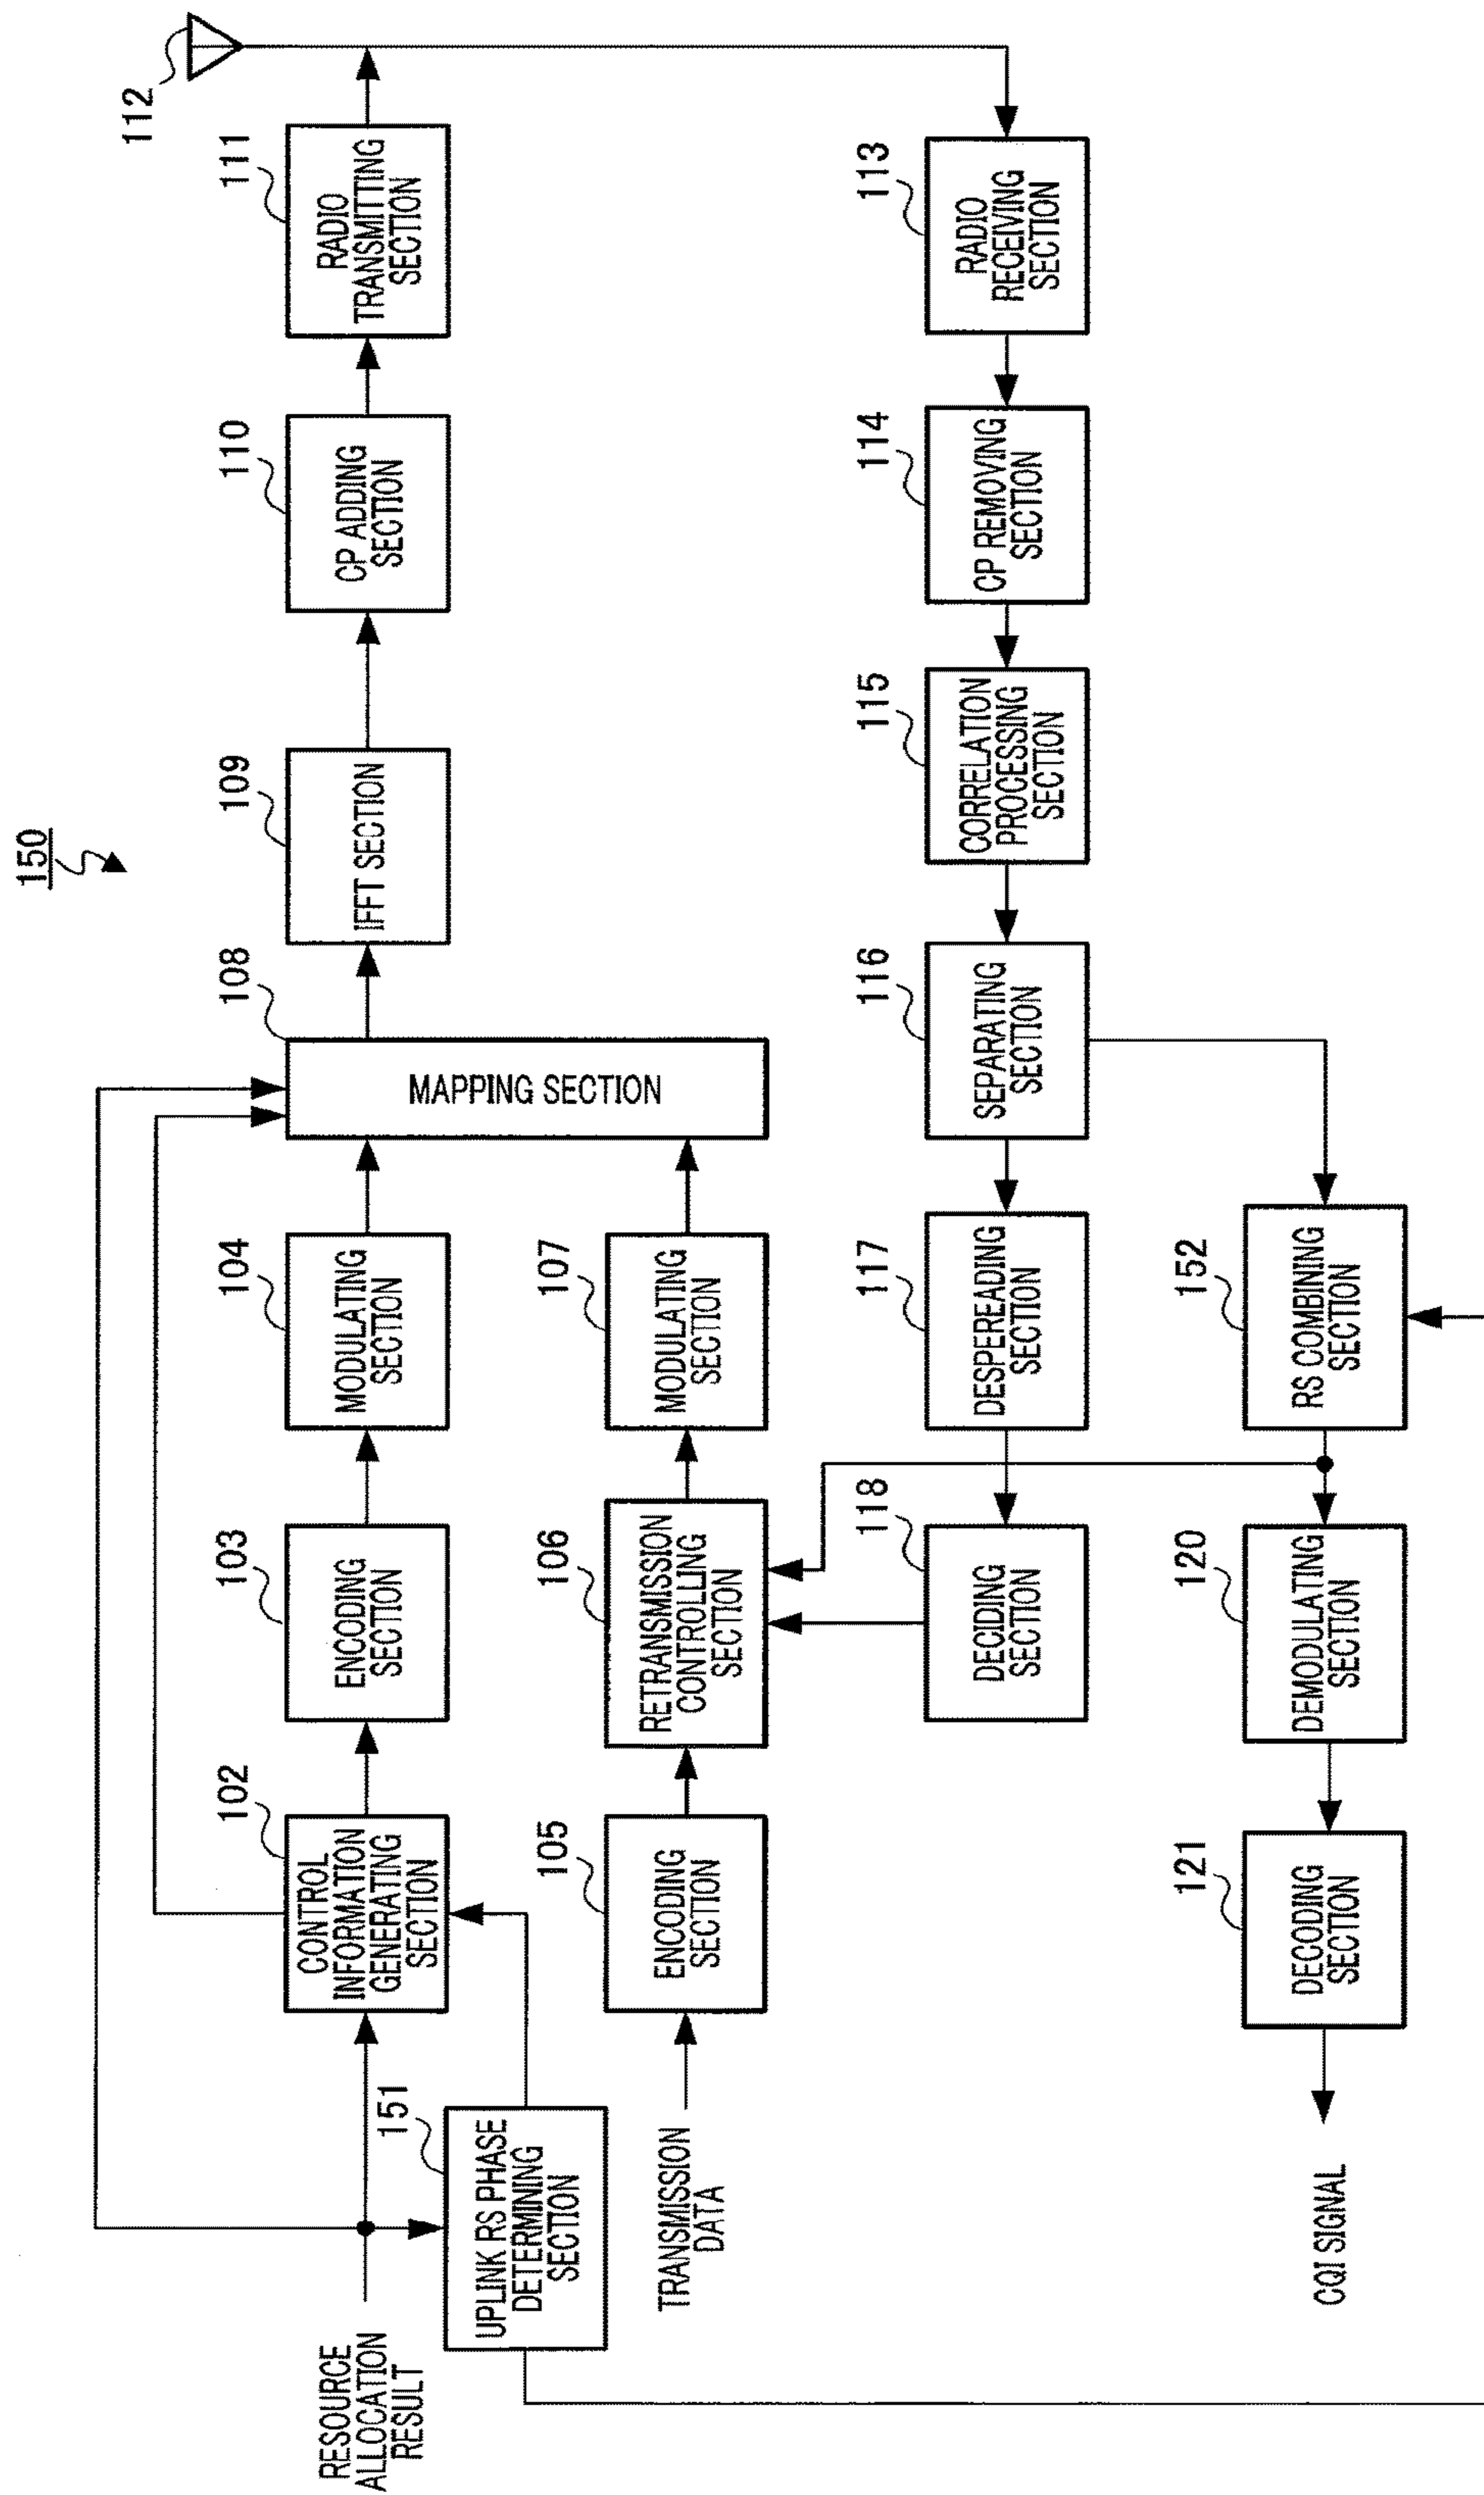 150
RESOURCE
ALLOCATION
RESULT
151
UPLINK RS PHASE
DETERMINING
SECTION
102
CONTROL
INFORMATION
GENERATING
SECTION
103
ENCODING
SECTION
104
MODULATING
SECTION
108
MAPPING SECTION
109
IFFT SECTION
110
CP ADDING
SECTION
111
RADIO
TRANSMITTING
SECTION
112
TRANSMISSION
DATA
105
ENCODING
SECTION
106
RETRANSMISSION
CONTROLLING
SECTION
107
MODULATING
SECTION
118
DECIDING
SECTION
117
DESPEREADING
SECTION
116
SEPARATING
SECTION
115
CORRELATION
PROCESSING
SECTION
114
CP REMOVING
SECTION
113
RADIO
RECEIVING
SECTION
CQI SIGNAL
121
DECODING
SECTION
120
DEMODULATING
SECTION
152
RS COMBINING
SECTION